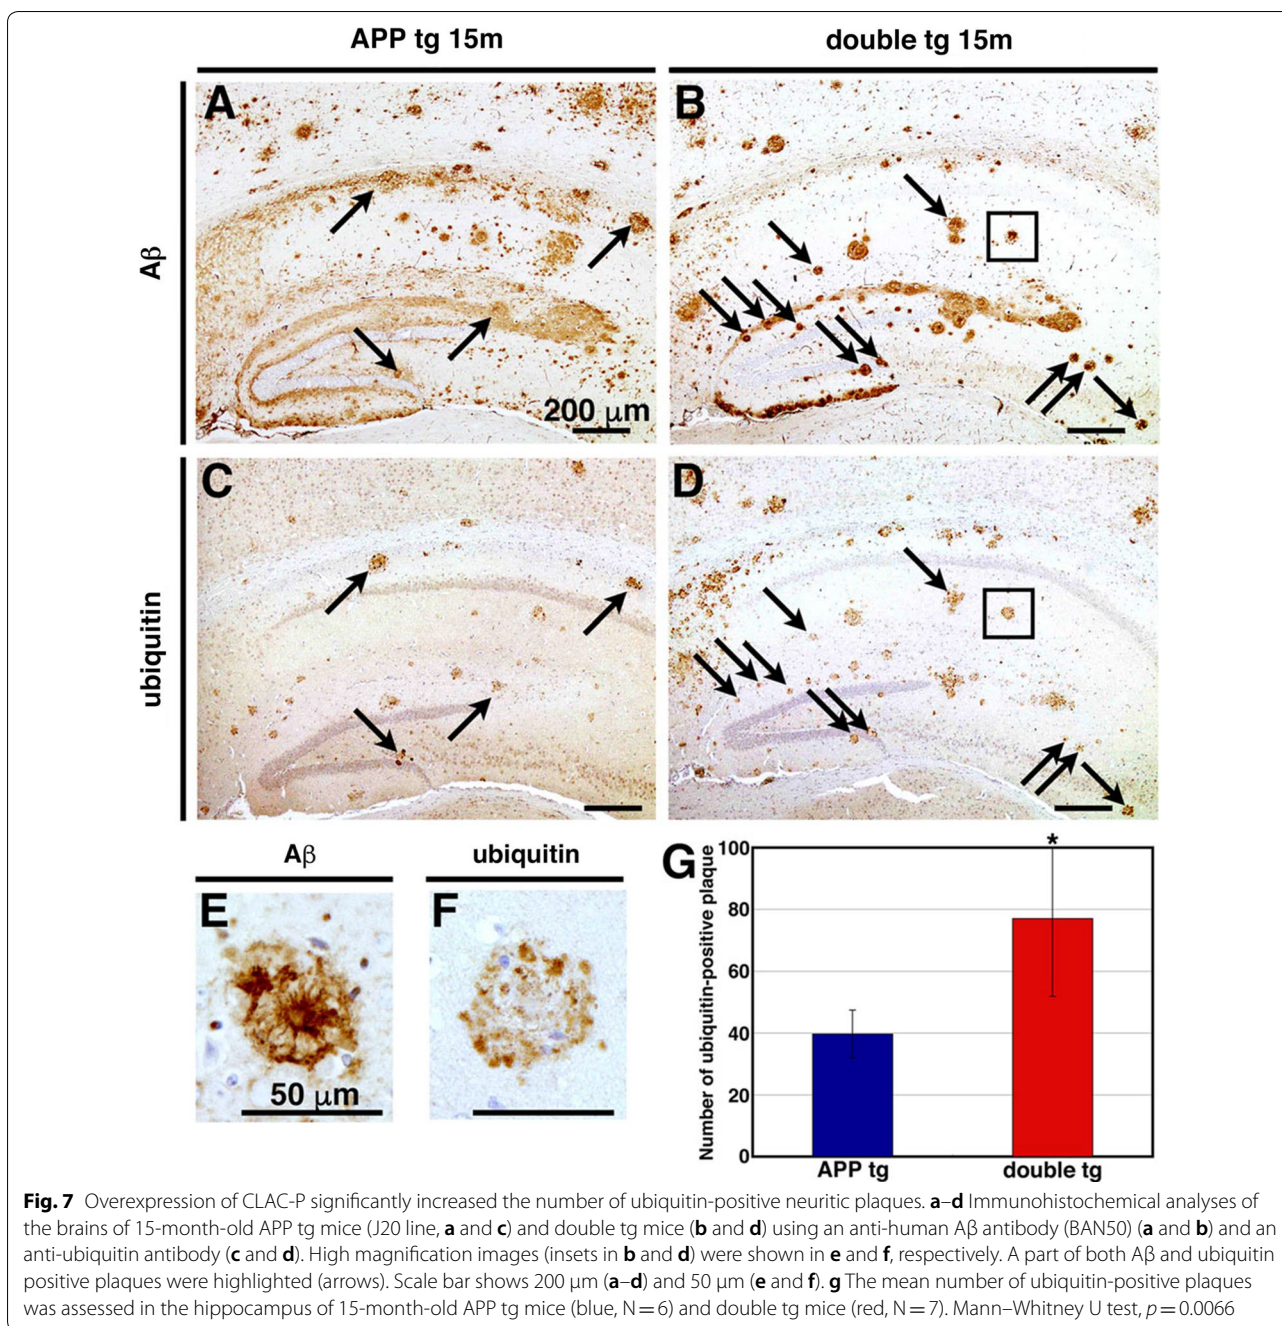 APP tg 15m
double tg 15m
Aβ
A
B
200 μm
ubiquitin
C
D
Aβ
ubiquitin
E
F
50 μm
G
*
Number of ubiquitin-positive plaque
100
80
60
40
20
0
APP tg
double tg
Fig. 7 Overexpression of CLAC-P significantly increased the number of ubiquitin-positive neuritic plaques. a–d Immunohistochemical analyses of
the brains of 15-month-old APP tg mice (J20 line, a and c) and double tg mice (b and d) using an anti-human Aβ antibody (BAN50) (a and b) and an
anti-ubiquitin antibody (c and d). High magnification images (insets in b and d) were shown in e and f, respectively. A part of both Aβ and ubiquitin
positive plaques were highlighted (arrows). Scale bar shows 200 μm (a–d) and 50 μm (e and f). g The mean number of ubiquitin-positive plaques
was assessed in the hippocampus of 15-month-old APP tg mice (blue, N = 6) and double tg mice (red, N = 7). Mann–Whitney U test, p = 0.0066